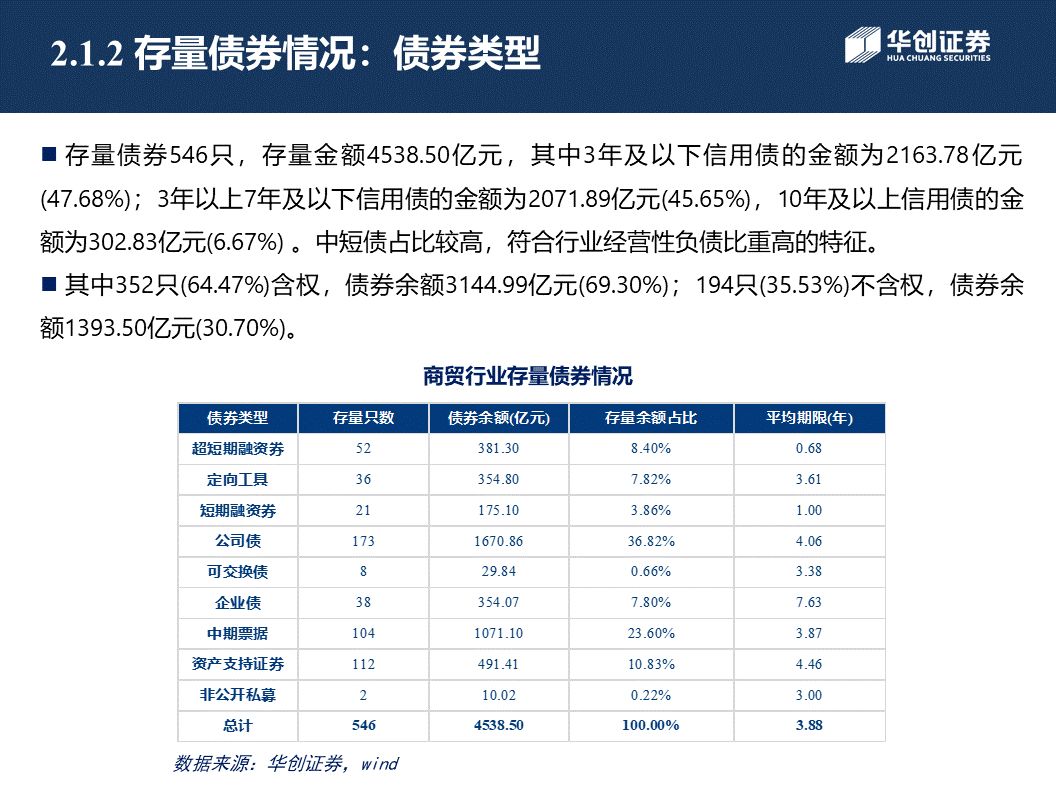 2.1.2 存量债券情况：债券类型
华创证券
HUA CHUANG SECURITIES
■ 存量债券546只，存量金额4538.50亿元，其中3年及以下信用债的金额为2163.78亿元
(47.68%)；3年以上7年及以下信用债的金额为2071.89亿元(45.65%)，10年及以上信用债的金
额为302.83亿元(6.67%) 。中短债占比较高，符合行业经营性负债比重高的特征。
■ 其中352只(64.47%)含权，债券余额3144.99亿元(69.30%)；194只(35.53%)不含权，债券余
额1393.50亿元(30.70%)。
商贸行业存量债券情况
债券类型 存量只数 债券余额(亿元) 存量余额占比 平均期限(年)
超短期融资券 52 381.30 8.40% 0.68
定向工具 36 354.80 7.82% 3.61
短期融资券 21 175.10 3.86% 1.00
公司债 173 1670.86 36.82% 4.06
可交换债 8 29.84 0.66% 3.38
企业债 38 354.07 7.80% 7.63
中期票据 104 1071.10 23.60% 3.87
资产支持证券 112 491.41 10.83% 4.46
非公开私募 2 10.02 0.22% 3.00
总计 546 4538.50 100.00% 3.88
数据来源：华创证券，wind